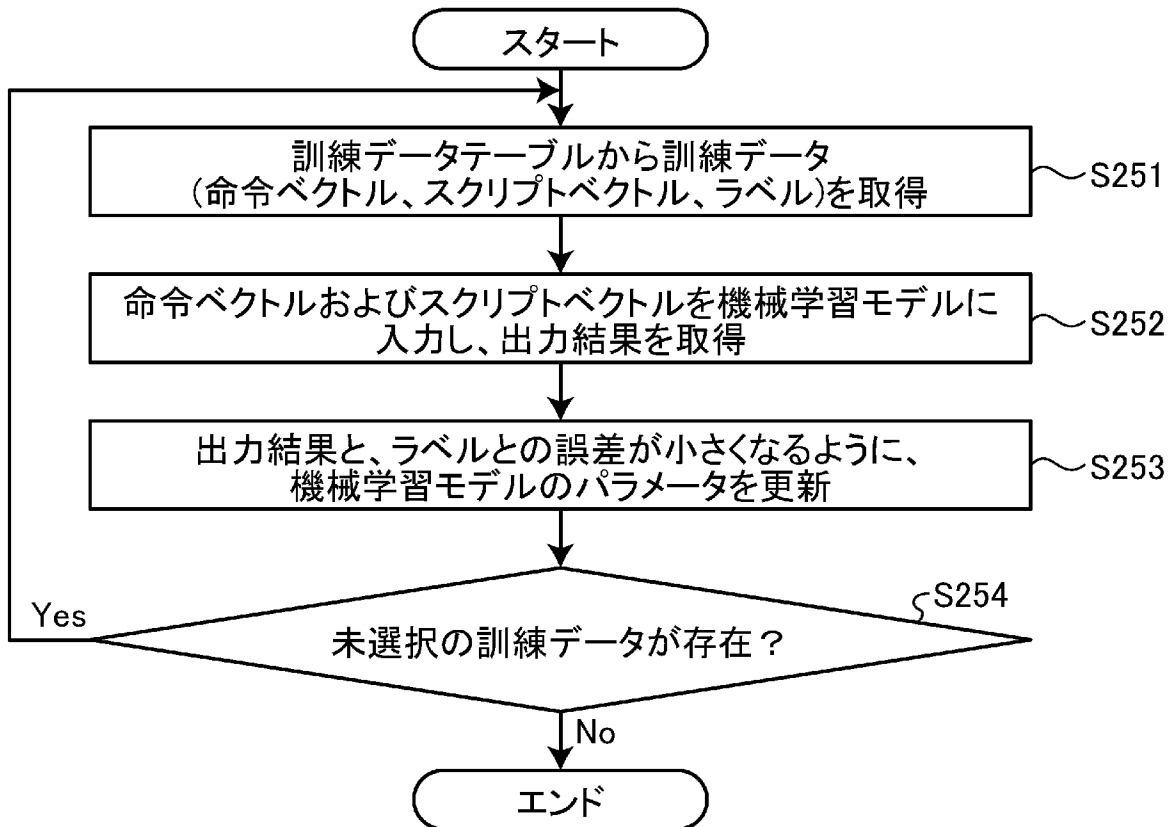 スタート
訓練データテーブルから訓練データ
(命令ベクトル、スクリプトベクトル、ラベル)を取得
S251
命令ベクトルおよびスクリプトベクトルを機械学習モデルに
入力し、出力結果を取得
S252
出力結果と、ラベルとの誤差が小さくなるように、
機械学習モデルのパラメータを更新
S253
S254
Yes
未選択の訓練データが存在?
No
エンド